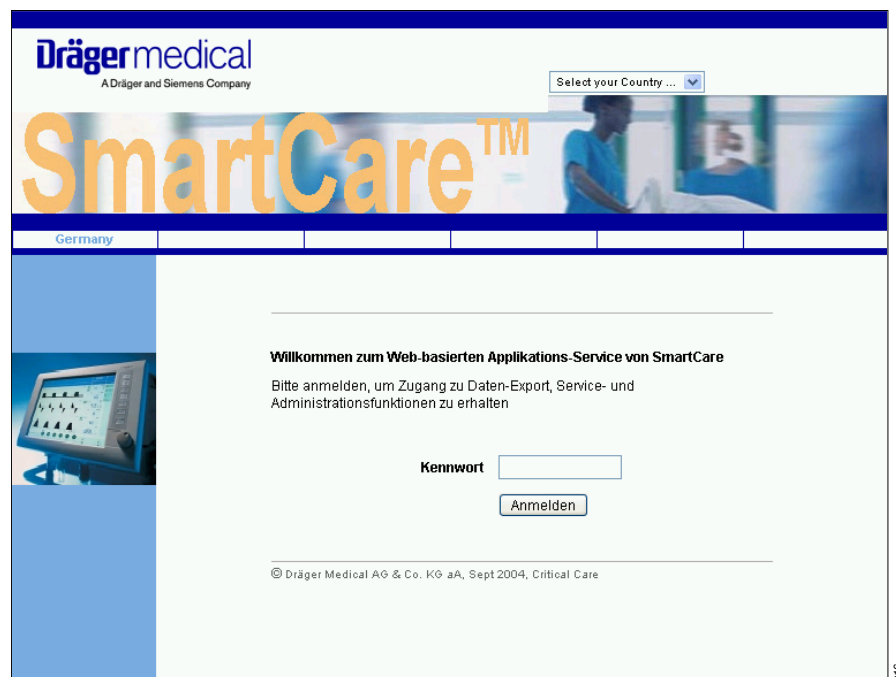 Drägermedical
A Dräger and Siemens Company
Select your Country ...
SmartCare™
Germany
Willkommen zum Web-basierten Applikations-Service von SmartCare
Bitte anmelden, um Zugang zu Daten-Export, Service- und
Administrationsfunktionen zu erhalten
Kennwort
Anmelden
© Dräger Medical AG & Co. KG aA, Sept 2004, Critical Care